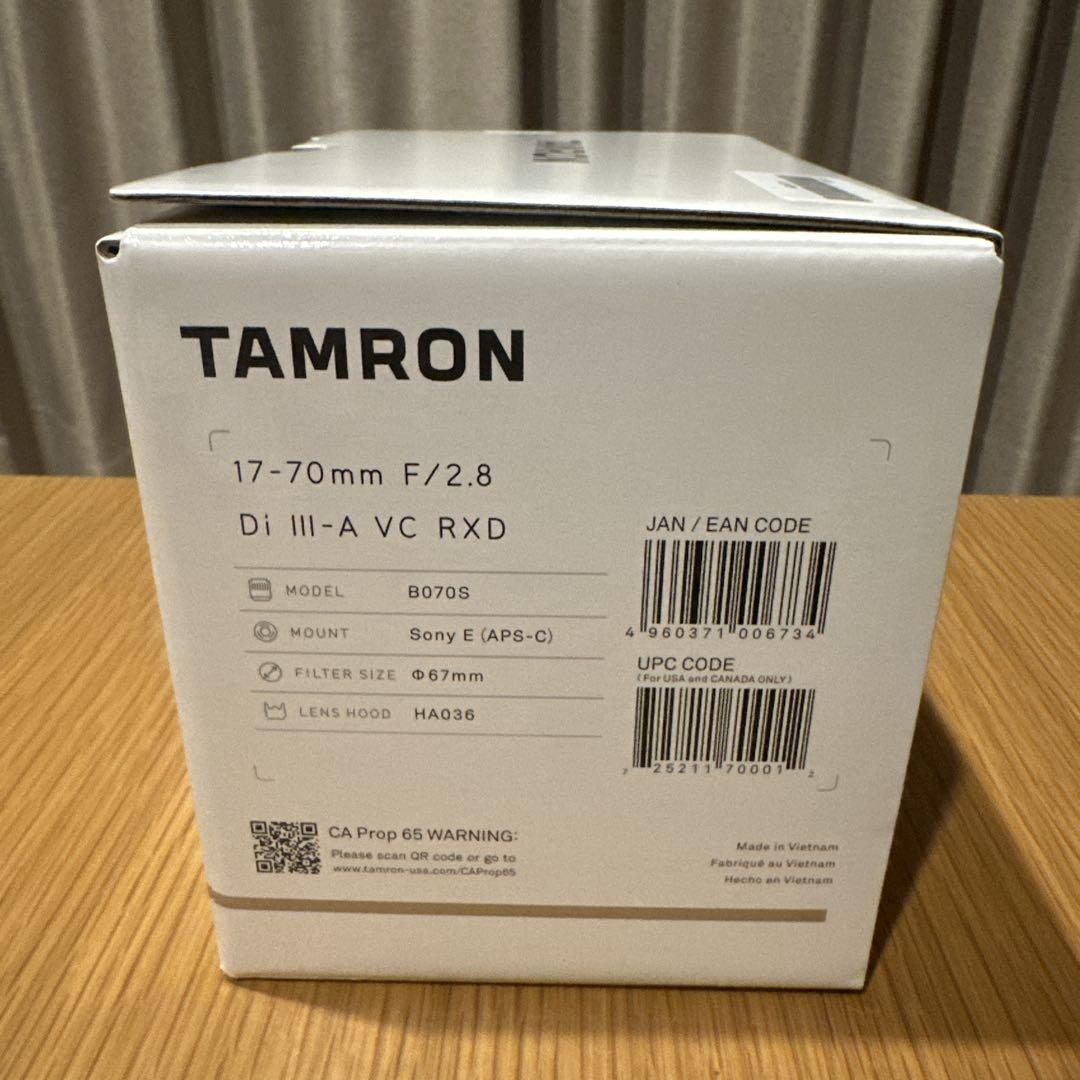 TAMRON
17-70mm F/2.8
Di III-A VC RXD
MODEL B070S
MOUNT Sony E (APS-C)
FILTER SIZE Φ67mm
LENS HOOD HA036
JAN / EAN CODE
4 960371 006734
UPC CODE
(For USA and CANADA ONLY)
7 25211 70001 2
CA Prop 65 WARNING:
Please scan QR code or go to
www.tamron-usa.com/CAProp65
Made in Vietnam
Fabriqué au Vietnam
Hecho en Vietnam